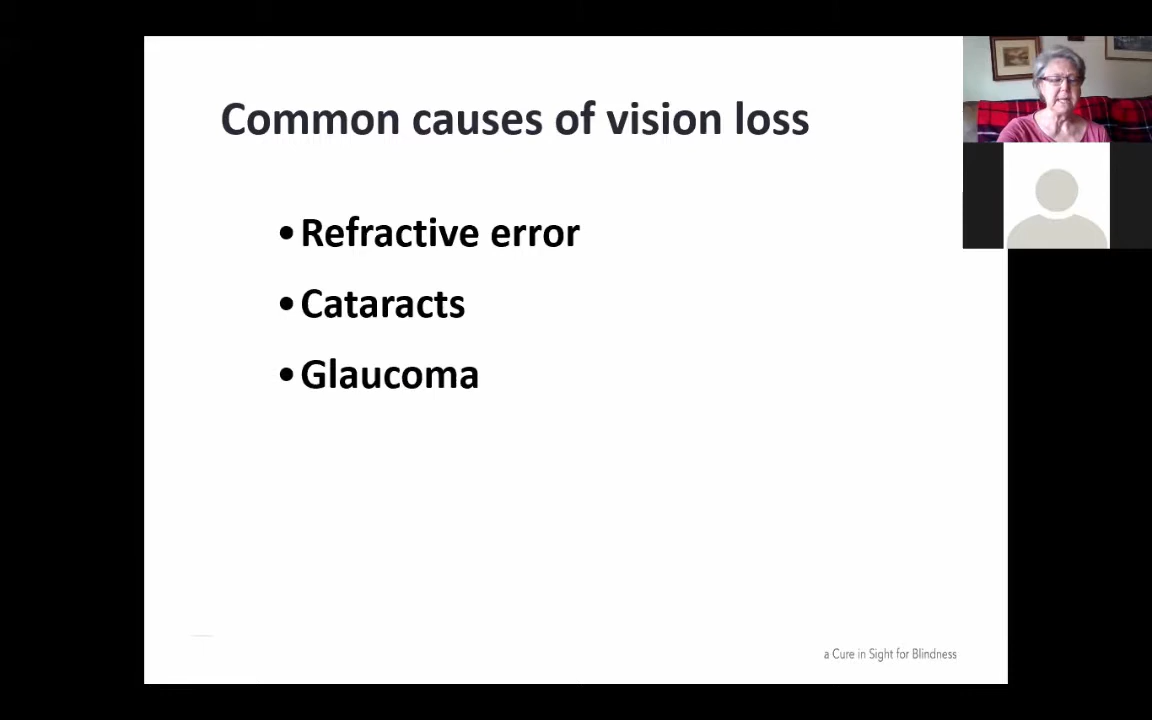 Common causes of vision loss
•Refractive error
•Cataracts
•Glaucoma
a Cure in Sight for Blindness